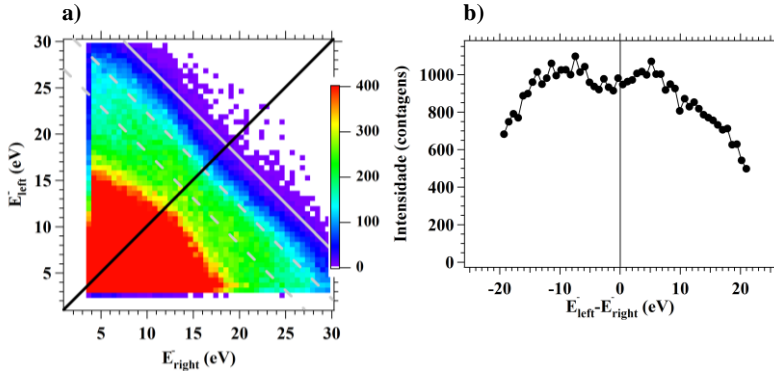 a)
30
25
20
15
10
5
E⁻left (eV)
5 10 15 20 25 30
E⁻right (eV)
400
300
200
100
0
b)
1000
800
600
400
200
0
Intensidade (contagens)
-20 -10 0 10 20
E⁻left-E⁻right (eV)